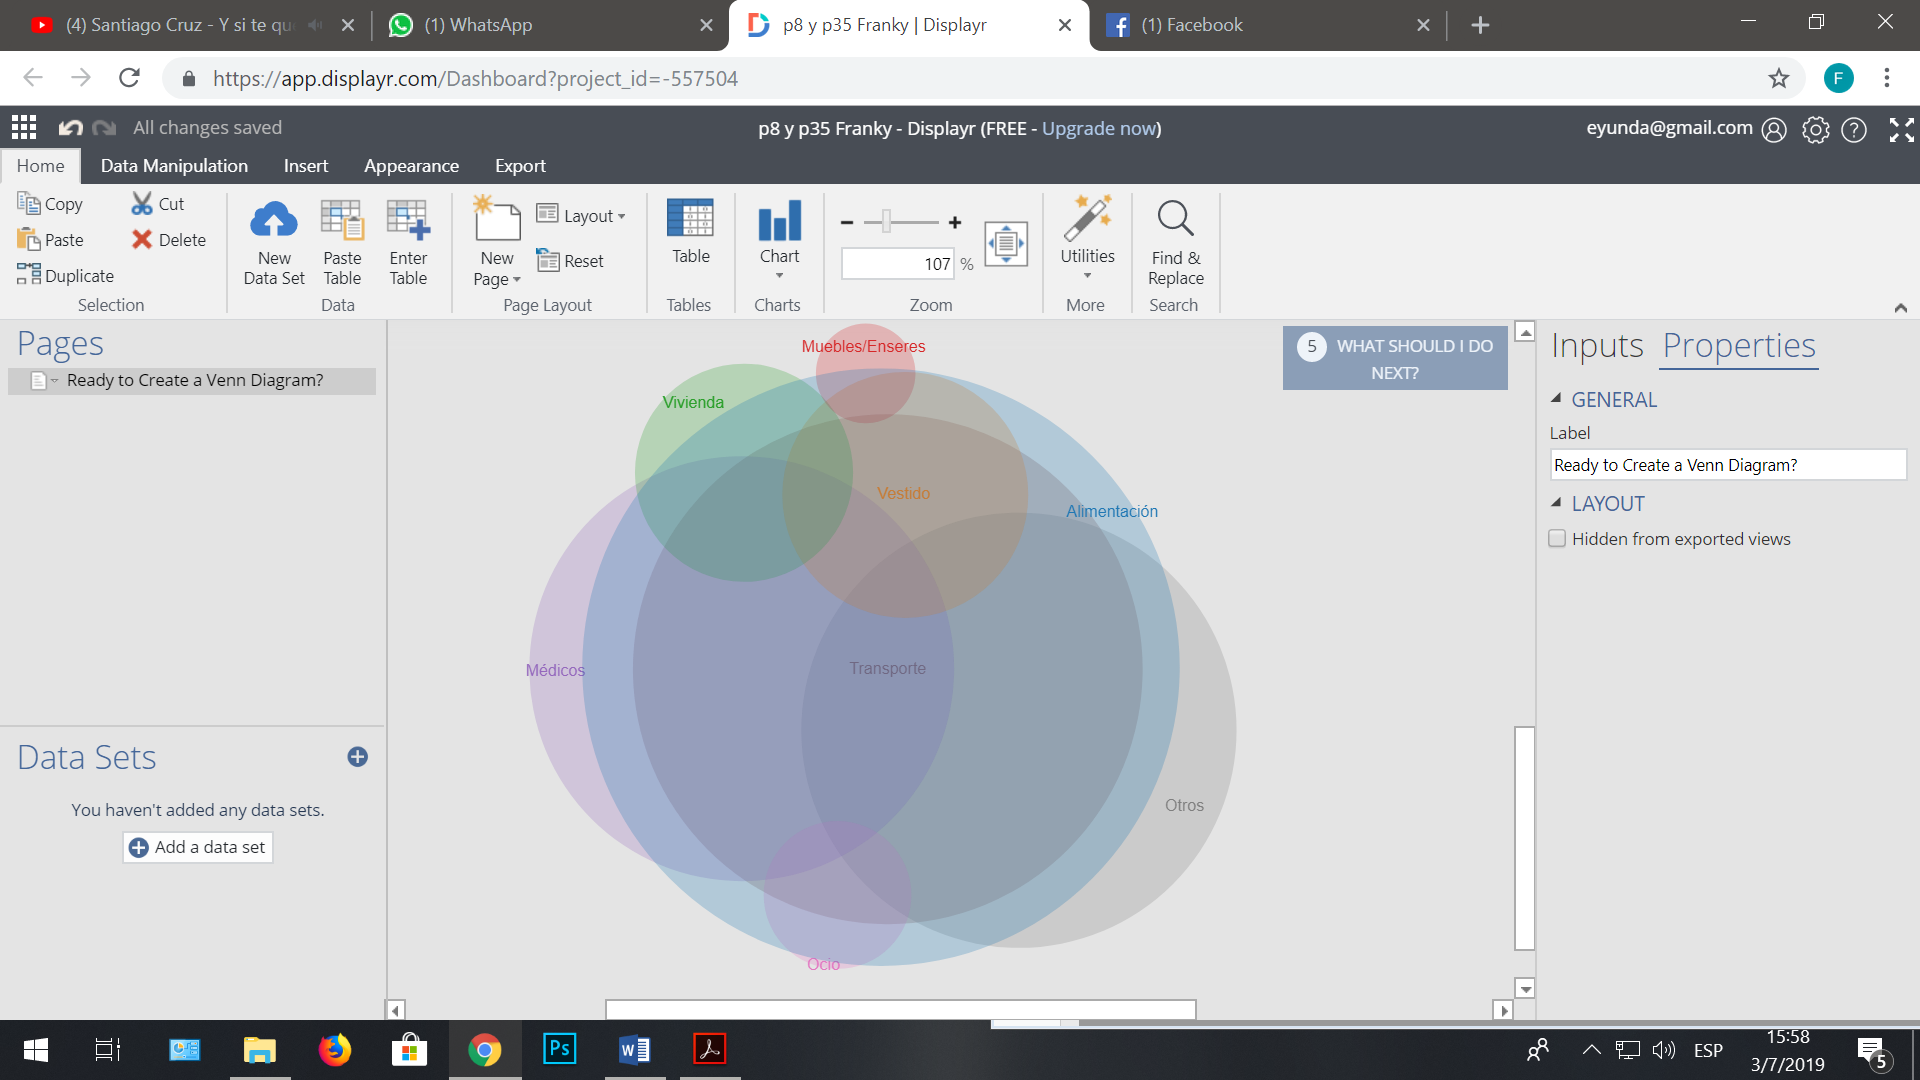 (4) Santiago Cruz - Y si te qu
(1) WhatsApp
p8 y p35 Franky | Displayr
(1) Facebook
https://app.displayr.com/Dashboard?project_id=-557504
F
All changes saved
p8 y p35 Franky - Displayr (FREE - Upgrade now)
eyunda@gmail.com
Home
Data Manipulation
Insert
Appearance
Export
Copy
Cut
Paste
Delete
Duplicate
Selection
New
Data Set
Paste
Table
Enter
Table
Data
New
Page
Layout
Reset
Page Layout
Table
Tables
Chart
Charts
107 %
Zoom
Utilities
More
Find &
Replace
Search
Pages
Ready to Create a Venn Diagram?
Data Sets
You haven't added any data sets.
Add a data set
Muebles/Enseres
Vivienda
Vestido
Alimentación
Médicos
Transporte
Otros
Ocio
5 WHAT SHOULD I DO
NEXT?
Inputs Properties
GENERAL
Label
Ready to Create a Venn Diagram?
LAYOUT
Hidden from exported views
Ps
W
ESP
15:58
3/7/2019
5